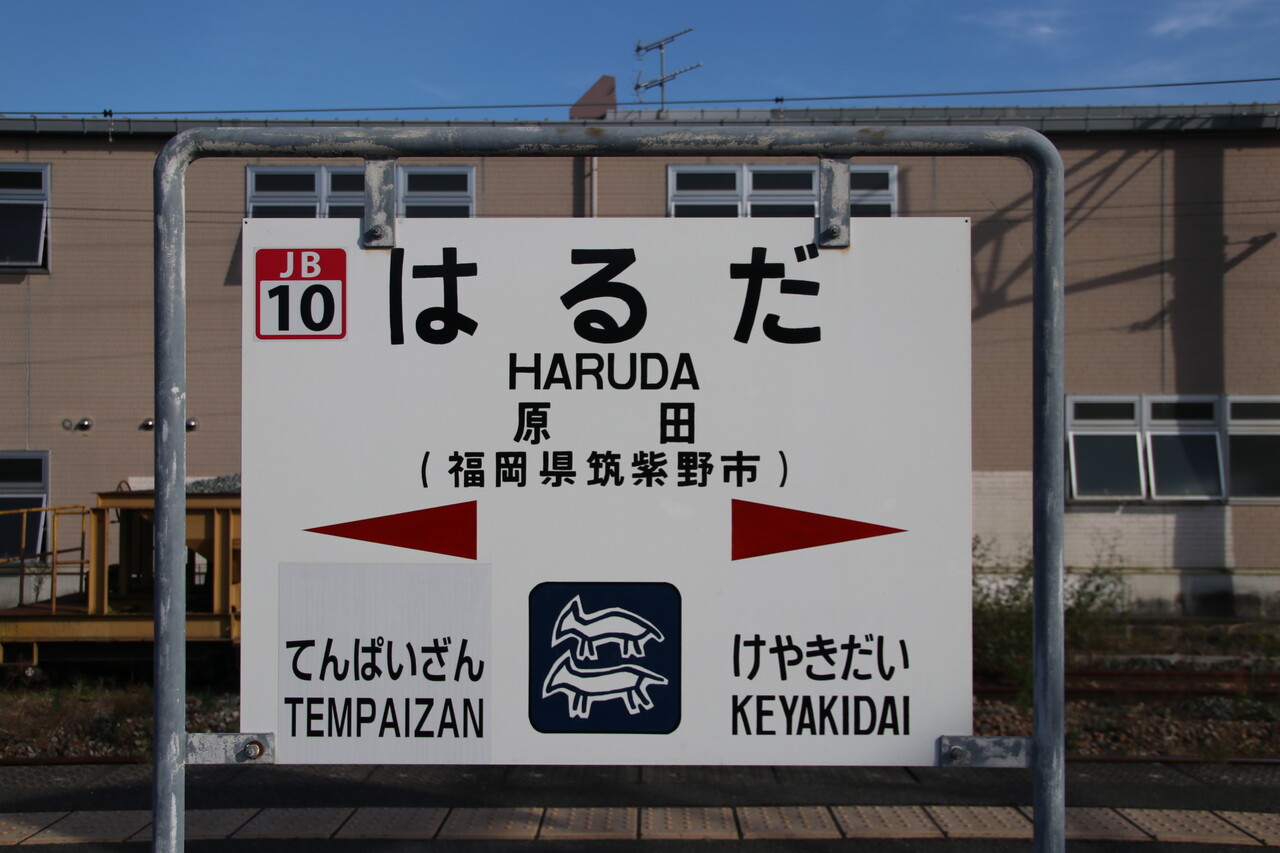 JB
10
はるだ
HARUDA
原田
(福岡県筑紫野市)
てんぱいざん
TEMPAIZAN
けやきだい
KEYAKIDAI